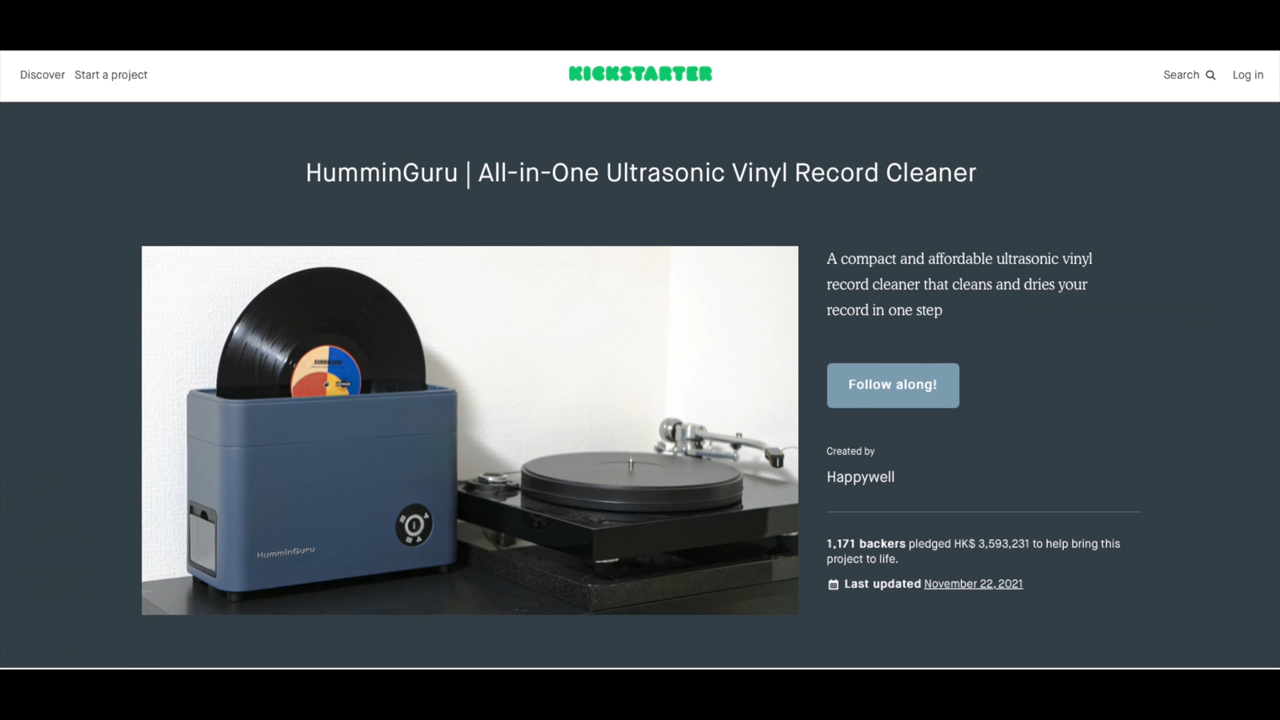 Discover Start a project
KICKSTARTER
Search Log in
HumminGuru | All-in-One Ultrasonic Vinyl Record Cleaner
A compact and affordable ultrasonic vinyl
record cleaner that cleans and dries your
record in one step
Follow along!
Created by
Happywell
1,171 backers pledged HK$ 3,593,231 to help bring this
project to life.
Last updated November 22, 2021
HumminGuru